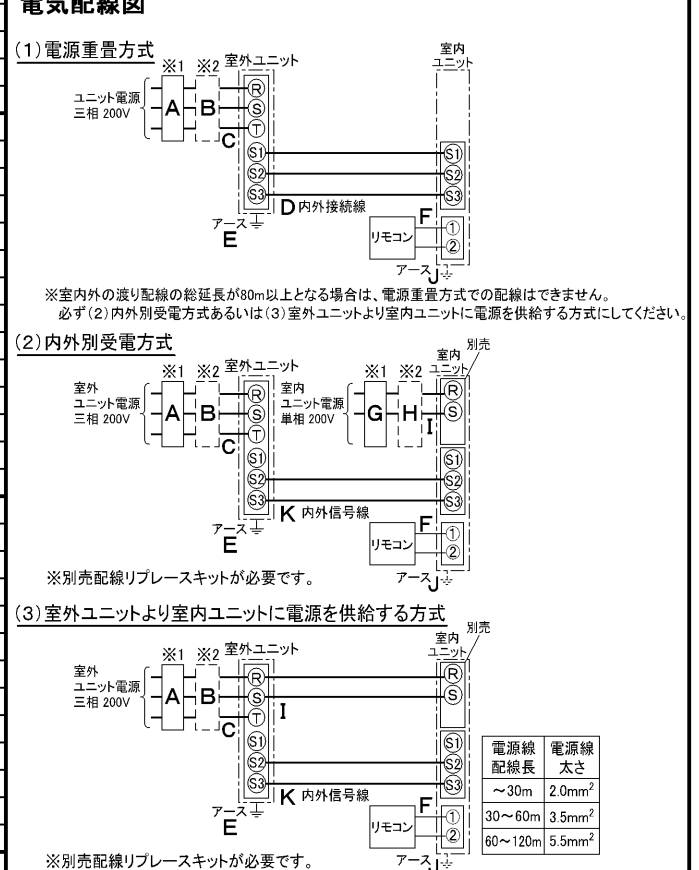 電気配線図
(1)電源重畳方式
※1 ※2 室外ユニット
室内
ユニット
ユニット電源
三相 200V
A B C
R
S
T
S1 S1
S2 S2
S3 S3
D 内外接続線
アース
E
リモコン
F
①
②
アース J
※室内外の渡り配線の総延長が80m以上となる場合は、電源重畳方式での配線はできません。
必ず(2)内外別受電方式あるいは(3)室外ユニットより室内ユニットに電源を供給する方式にしてください。
(2)内外別受電方式
※1 ※2 室外ユニット
※1 ※2
室内
ユニット
別売
室外
ユニット電源
三相 200V
A B C
R
S
T
S1
S2
S3
室内
ユニット電源
単相 200V
G H I
R
S
S1
S2
S3
K 内外信号線
アース
E
リモコン
F
①
②
アース J
※別売配線リプレースキットが必要です。
(3)室外ユニットより室内ユニットに電源を供給する方式
※1 ※2 室外ユニット
室内
ユニット
別売
室外
ユニット電源
三相 200V
A B C
R
S
T
S1
S2
S3
I
R
S
S1
S2
S3
K 内外信号線
アース
E
リモコン
F
①
②
アース J
電源線配線長 電源線太さ
～30m 2.0mm²
30～60m 3.5mm²
60～120m 5.5mm²
※別売配線リプレースキットが必要です。